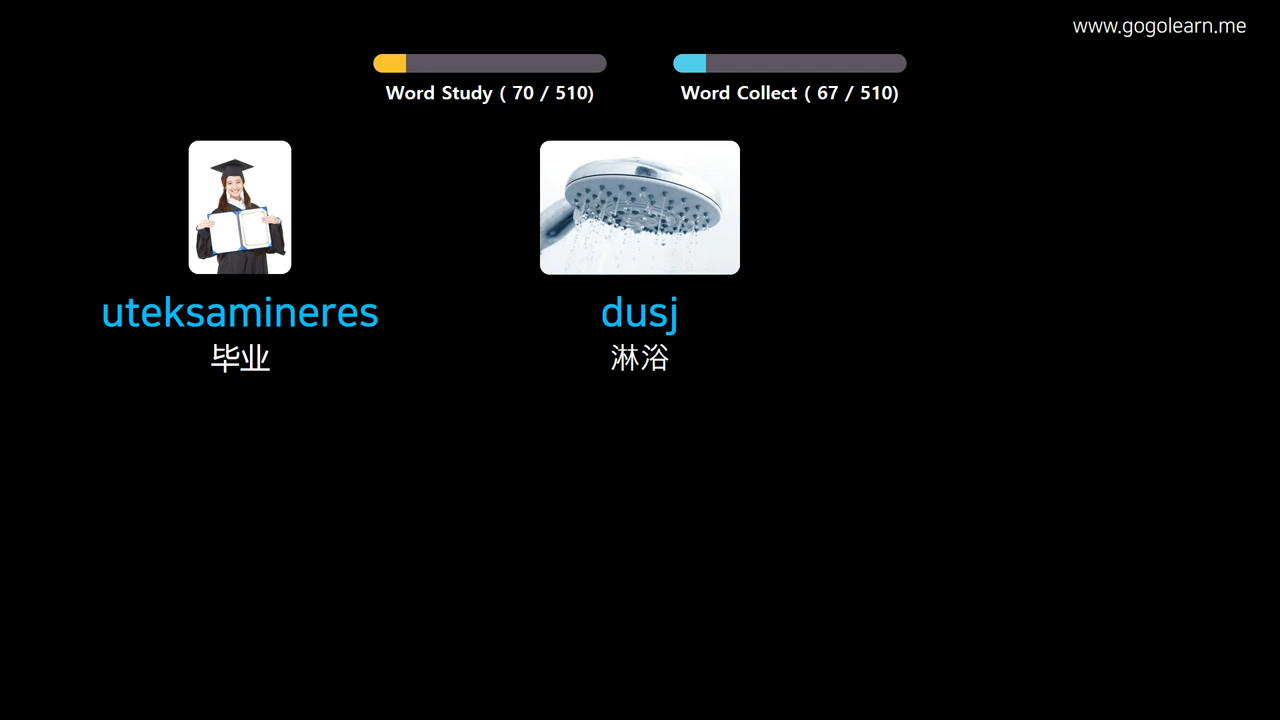 www.gogolearn.me
Word Study ( 70 / 510)
Word Collect ( 67 / 510)
uteksamineres
毕业
dusj
淋浴